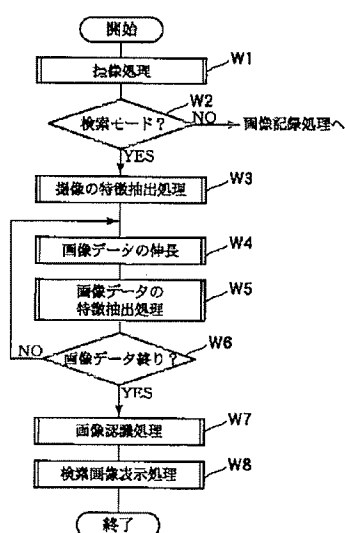 開始
撮像処理
W1
W2
検索モード？
NO
画像記録処理へ
YES
撮像の特徴抽出処理
W3
画像データの伸長
W4
画像データの
特徴抽出処理
W5
W6
NO
画像データ終り？
YES
画像認識処理
W7
検索画像表示処理
W8
終了